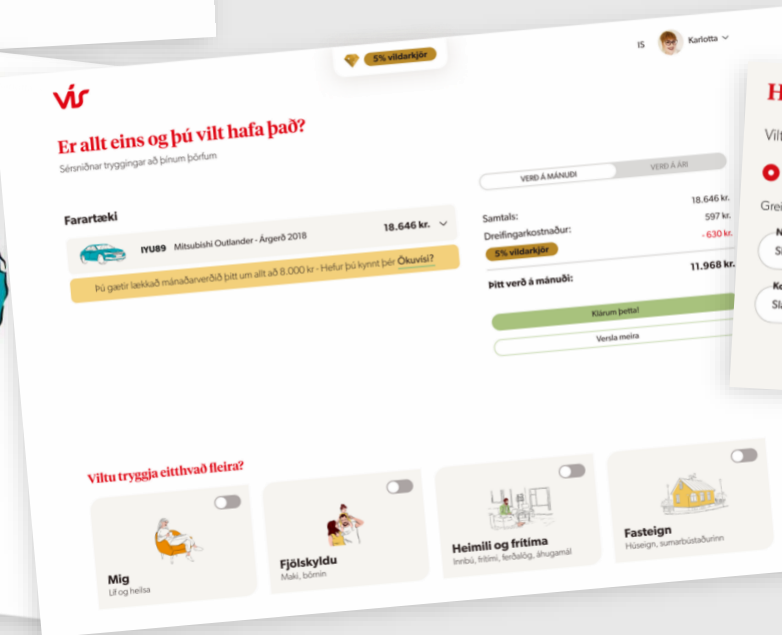 5% vildarkjör
IS
Karlotta
vís
Er allt eins og þú vilt hafa það?
Sérsniðnar tryggingar að þínum þörfum
VERÐ Á MÁNUÐI
VERÐ Á ÁRI
Farartæki
IYU89 Mitsubishi Outlander - Árgerð 2018
18.646 kr.
Þú gætir lækkað mánaðarverðið þitt um allt að 8.000 kr - Hefur þú kynnt þér Ökuvísi?
Samtals:
18.646 kr.
Dreifingarkostnaður:
597 kr.
5% vildarkjör
- 630 kr.
Þitt verð á mánuði:
11.968 kr.
Klárum þetta!
Versla meira
Viltu tryggja eitthvað fleira?
Mig
Líf og heilsa
Fjölskyldu
Maki, börnin
Heimili og frítíma
Innbú, frítími, ferðalög, áhugamál
Fasteign
Húseign, sumarbústaðurinn
H
Vilt
Grei